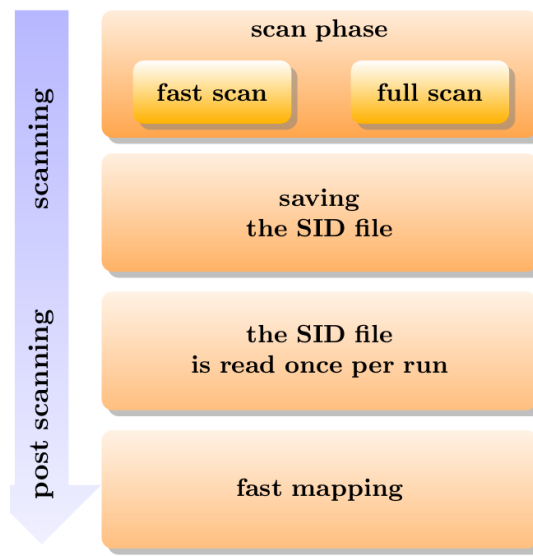 scanning
post scanning
scan phase
fast scan
full scan
saving
the SID file
the SID file
is read once per run
fast mapping